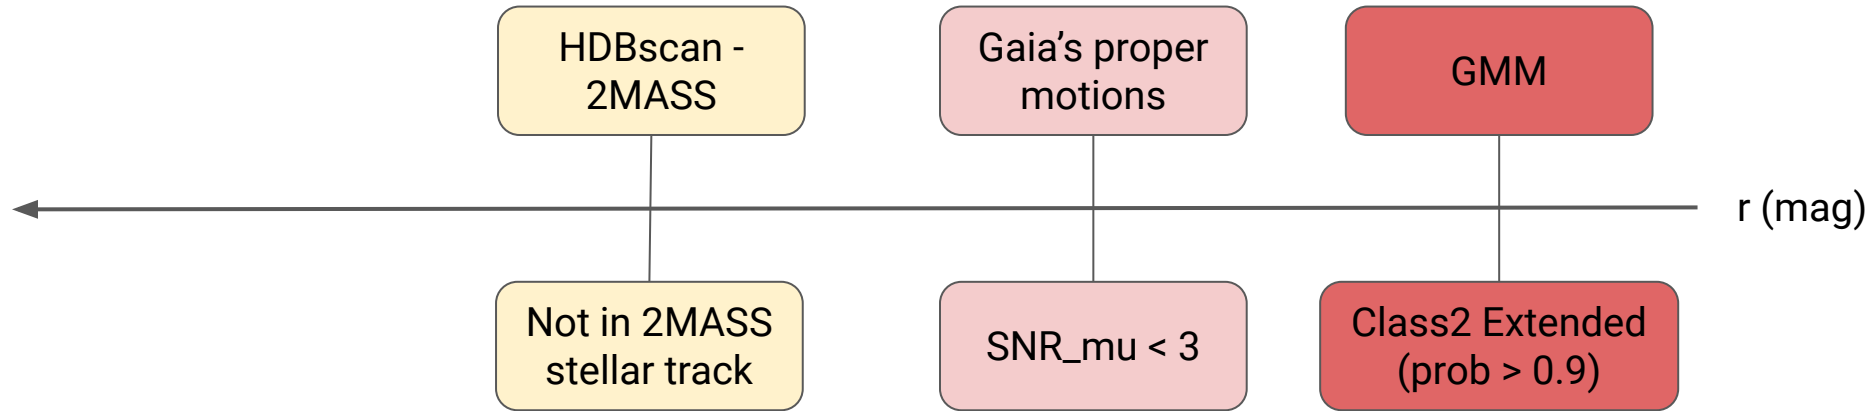 HDBscan -
2MASS
Gaia’s proper
motions
GMM
r (mag)
Not in 2MASS
stellar track
SNR_mu < 3
Class2 Extended
(prob > 0.9)